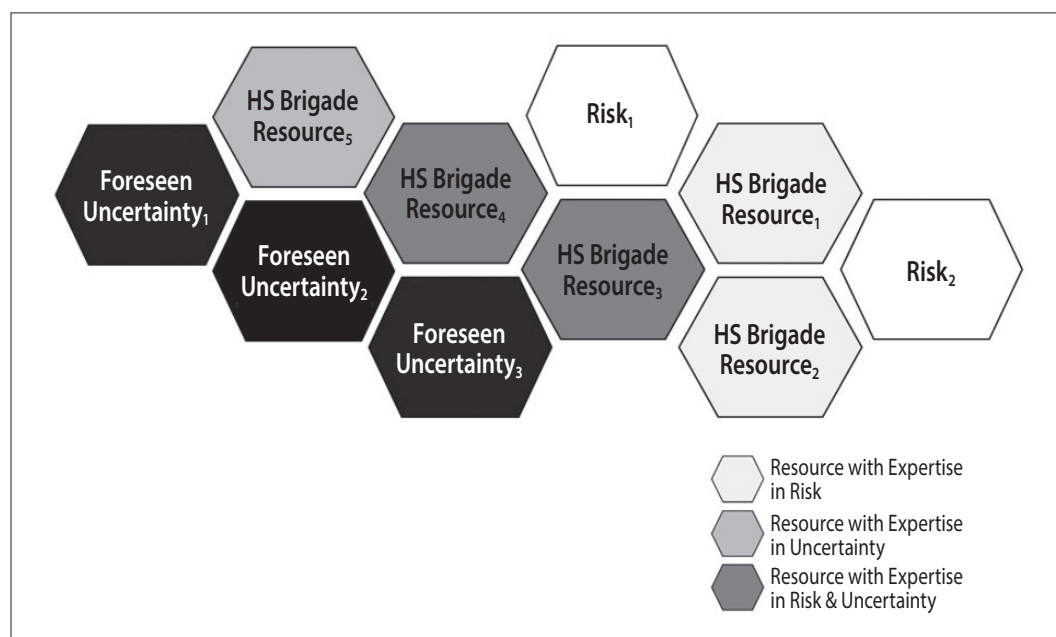 Foreseen
Uncertainty₁
HS Brigade
Resource₅
Foreseen
Uncertainty₂
HS Brigade
Resource₄
Foreseen
Uncertainty₃
Risk₁
HS Brigade
Resource₃
HS Brigade
Resource₁
HS Brigade
Resource₂
Risk₂
Resource with Expertise
in Risk
Resource with Expertise
in Uncertainty
Resource with Expertise
in Risk & Uncertainty